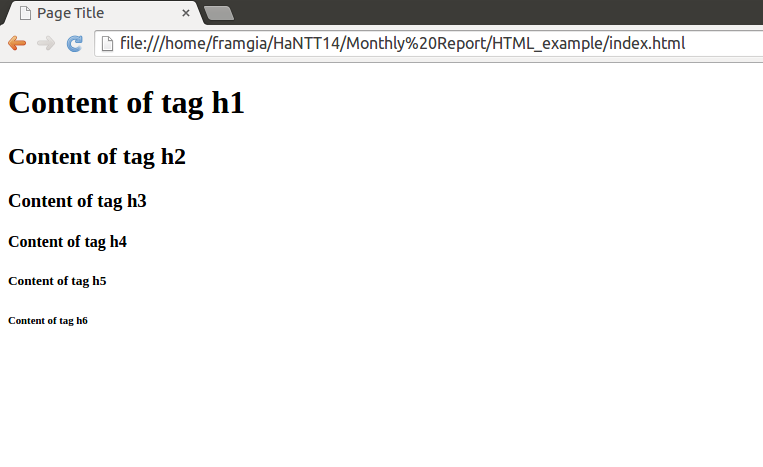 Page Title
file:///home/framgia/HaNTT14/Monthly%20Report/HTML_example/index.html
Content of tag h1
Content of tag h2
Content of tag h3
Content of tag h4
Content of tag h5
Content of tag h6